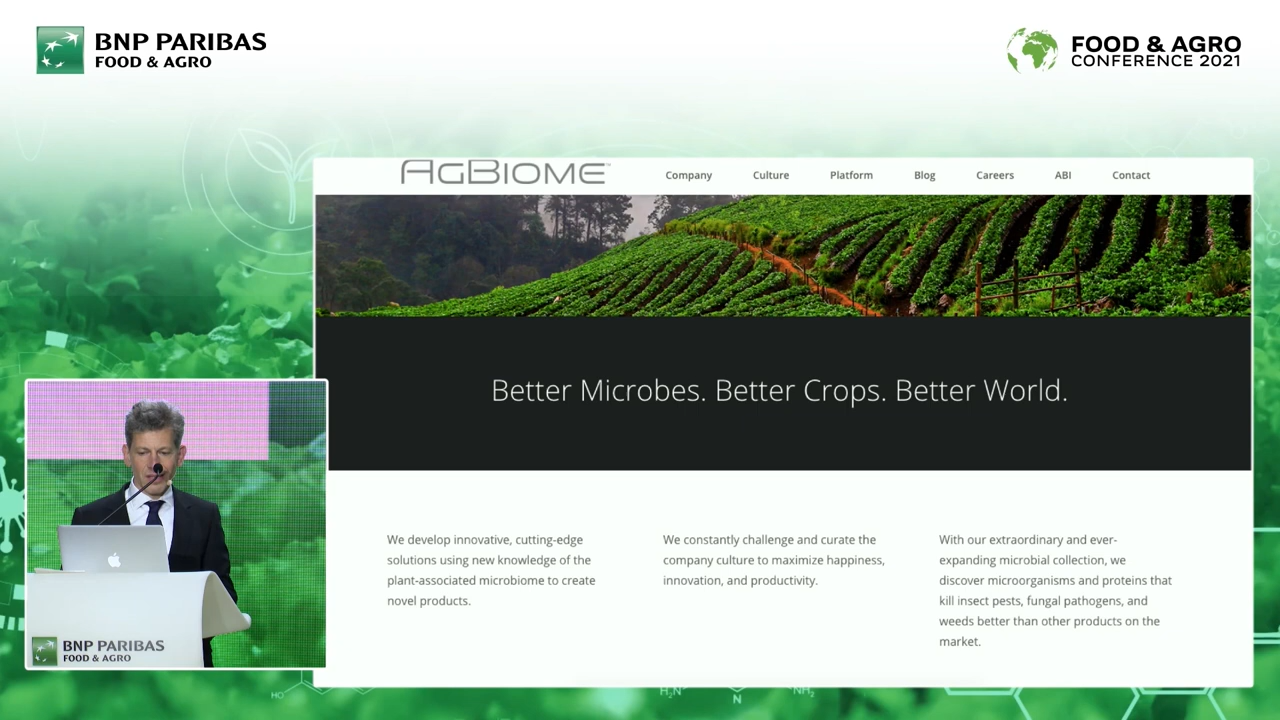 BNP PARIBAS
FOOD & AGRO
FOOD & AGRO
CONFERENCE 2021
AGBIOME™
Company Culture Platform Blog Careers ABI Contact
Better Microbes. Better Crops. Better World.
We develop innovative, cutting-edge
solutions using new knowledge of the
plant-associated microbiome to create
novel products.
We constantly challenge and curate the
company culture to maximize happiness,
innovation, and productivity.
With our extraordinary and ever-
expanding microbial collection, we
discover microorganisms and proteins that
kill insect pests, fungal pathogens, and
weeds better than other products on the
market.
BNP PARIBAS
FOOD & AGRO
HO
H₂N
N
NH₂